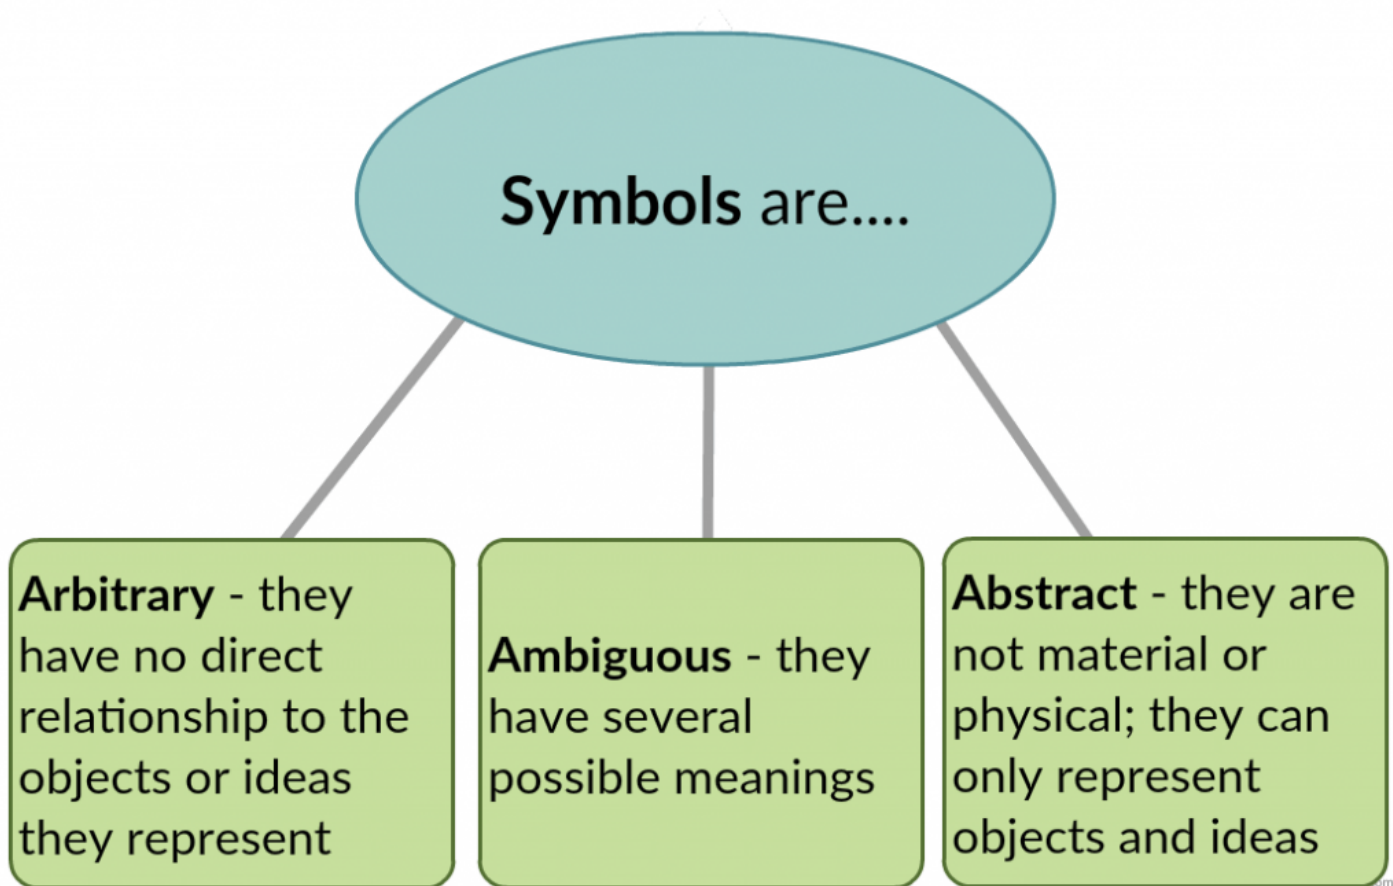 Symbols are....
Arbitrary - they
have no direct
relationship to the
objects or ideas
they represent
Ambiguous - they
have several
possible meanings
Abstract - they are
not material or
physical; they can
only represent
objects and ideas